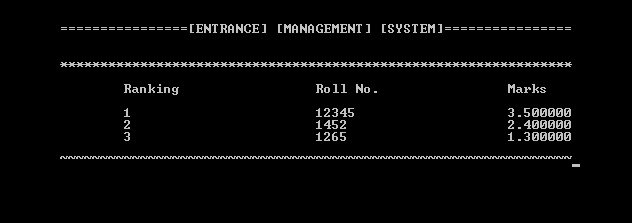 ================[ENTRANCE] [MANAGEMENT] [SYSTEM]================
****************************************************************
Ranking Roll No. Marks
1 12345 3.500000
2 1452 2.400000
3 1265 1.300000
~~~~~~~~~~~~~~~~~~~~~~~~~~~~~~~~~~~~~~~~~~~~~~~~~~~~~~~~~~~~~~~~_